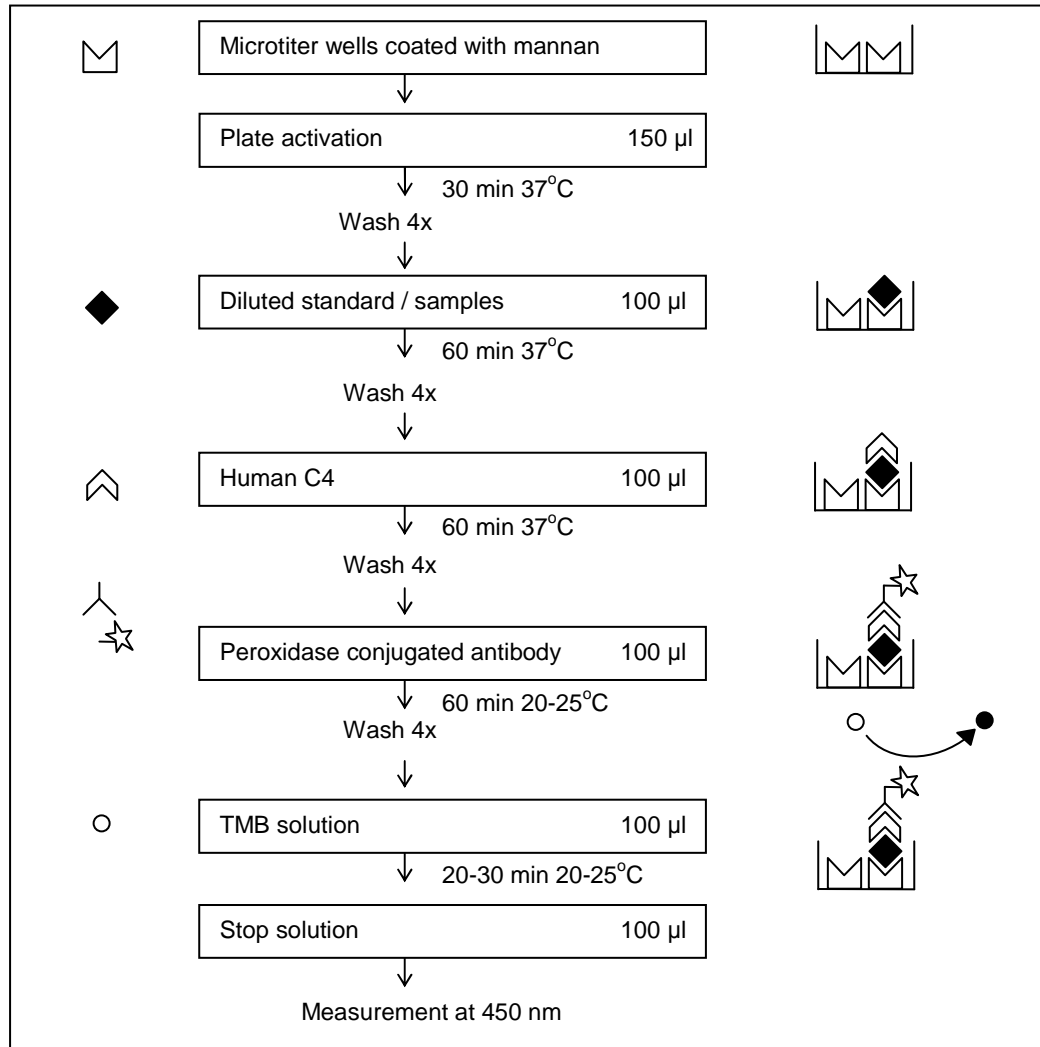 Microtiter wells coated with mannan
Plate activation 150 µl
30 min 37°C
Wash 4x
Diluted standard / samples 100 µl
60 min 37°C
Wash 4x
Human C4 100 µl
60 min 37°C
Wash 4x
Peroxidase conjugated antibody 100 µl
60 min 20-25°C
Wash 4x
TMB solution 100 µl
20-30 min 20-25°C
Stop solution 100 µl
Measurement at 450 nm